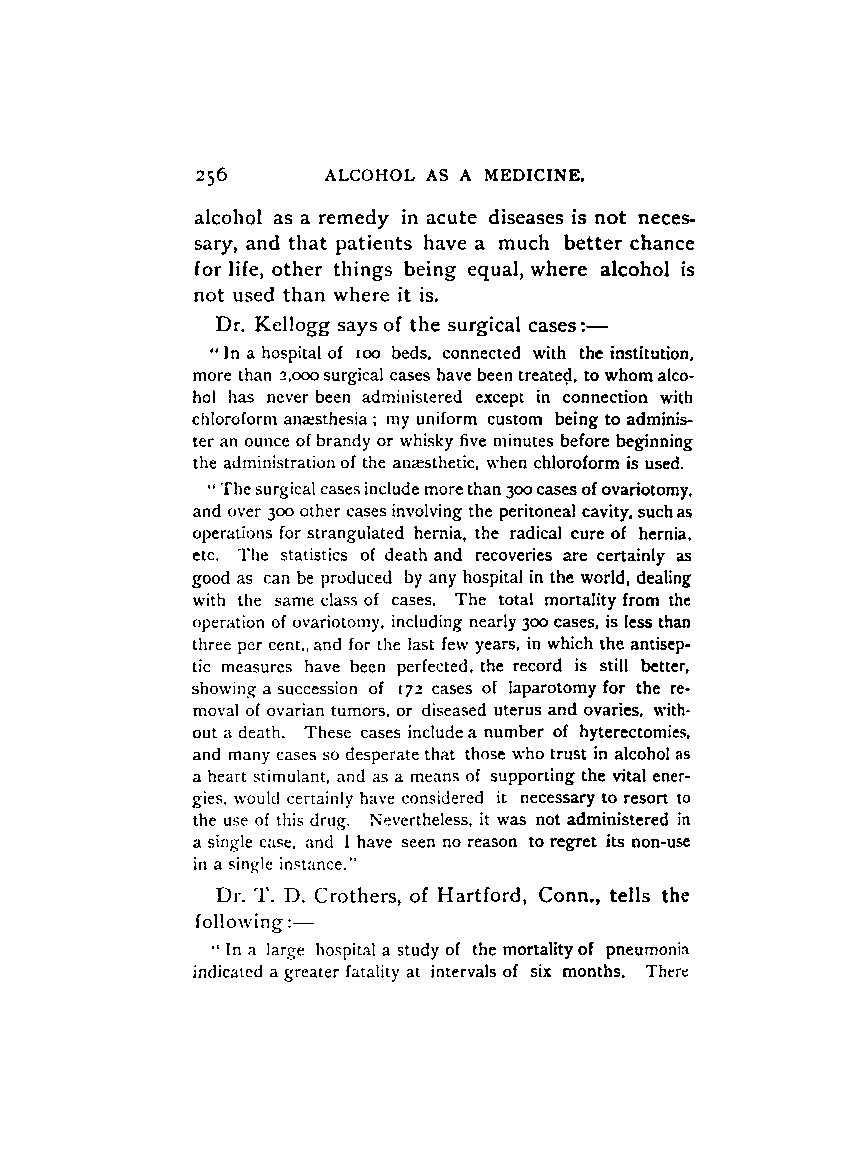 256 ALCOHOL AS A MEDICINE.
alcohol as a remedy in acute diseases is not neces-
sary, and that patients have a much better chance
for life, other things being equal, where alcohol is
not used than where it is.
Dr. Kellogg says of the surgical cases:—
"In a hospital of 100 beds, connected with the institution,
more than 2,000 surgical cases have been treated, to whom alco-
hol has never been administered except in connection with
chloroform anæsthesia; my uniform custom being to adminis-
ter an ounce of brandy or whisky five minutes before beginning
the administration of the anæsthetic, when chloroform is used.
"The surgical cases include more than 300 cases of ovariotomy,
and over 300 other cases involving the peritoneal cavity, such as
operations for strangulated hernia, the radical cure of hernia,
etc. The statistics of death and recoveries are certainly as
good as can be produced by any hospital in the world, dealing
with the same class of cases. The total mortality from the
operation of ovariotomy, including nearly 300 cases, is less than
three per cent., and for the last few years, in which the antisep-
tic measures have been perfected, the record is still better,
showing a succession of 172 cases of laparotomy for the re-
moval of ovarian tumors, or diseased uterus and ovaries, with-
out a death. These cases include a number of hyterectomies,
and many cases so desperate that those who trust in alcohol as
a heart stimulant, and as a means of supporting the vital ener-
gies, would certainly have considered it necessary to resort to
the use of this drug. Nevertheless, it was not administered in
a single case, and I have seen no reason to regret its non-use
in a single instance."
Dr. T. D. Crothers, of Hartford, Conn., tells the
following:—
"In a large hospital a study of the mortality of pneumonia
indicated a greater fatality at intervals of six months. There